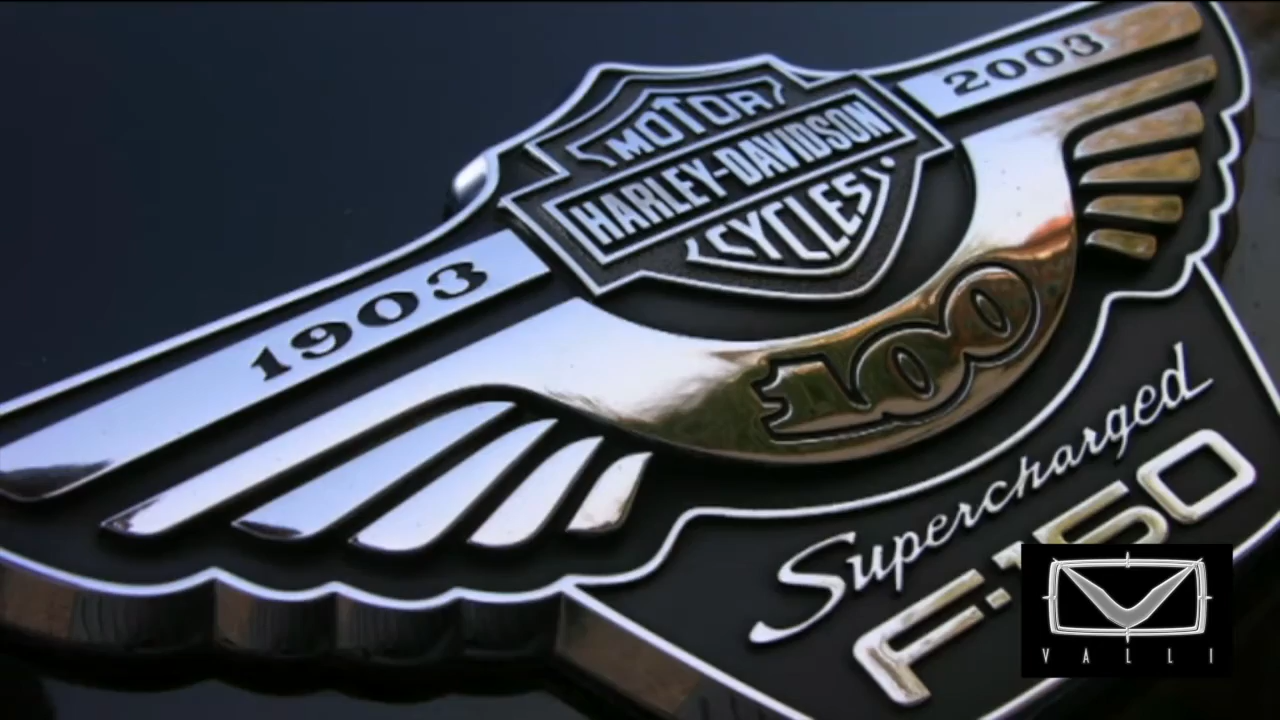 MOTOR
HARLEY-DAVIDSON
CYCLES
1903
2003
100
Supercharged
F-150
VALLI